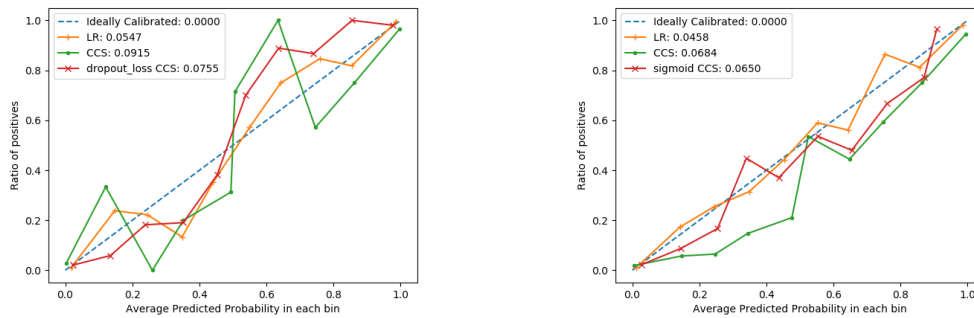 Ideally Calibrated: 0.0000
LR: 0.0547
CCS: 0.0915
dropout_loss CCS: 0.0755
1.0
0.8
0.6
0.4
0.2
0.0
Ratio of positives
0.0 0.2 0.4 0.6 0.8 1.0
Average Predicted Probability in each bin
Ideally Calibrated: 0.0000
LR: 0.0458
CCS: 0.0684
sigmoid CCS: 0.0650
1.0
0.8
0.6
0.4
0.2
0.0
Ratio of positives
0.0 0.2 0.4 0.6 0.8 1.0
Average Predicted Probability in each bin